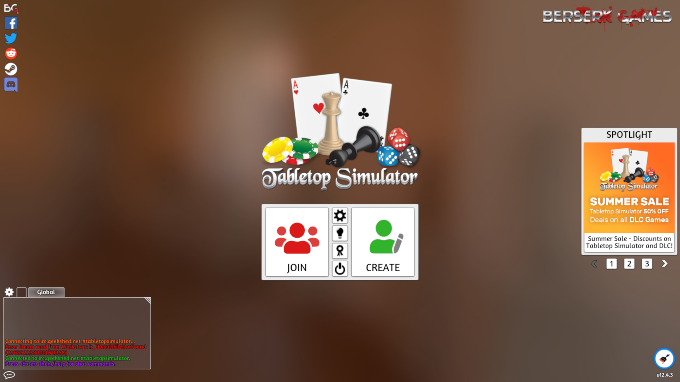 BERSERK GAMES
A
A
Tabletop Simulator
JOIN
CREATE
SPOTLIGHT
Tabletop Simulator
SUMMER SALE
Tabletop Simulator 50% OFF
Deals on all DLC Games
Summer Sale - Discounts on
Tabletop Simulator and DLC!
1 2 3
Global
v12.4.3